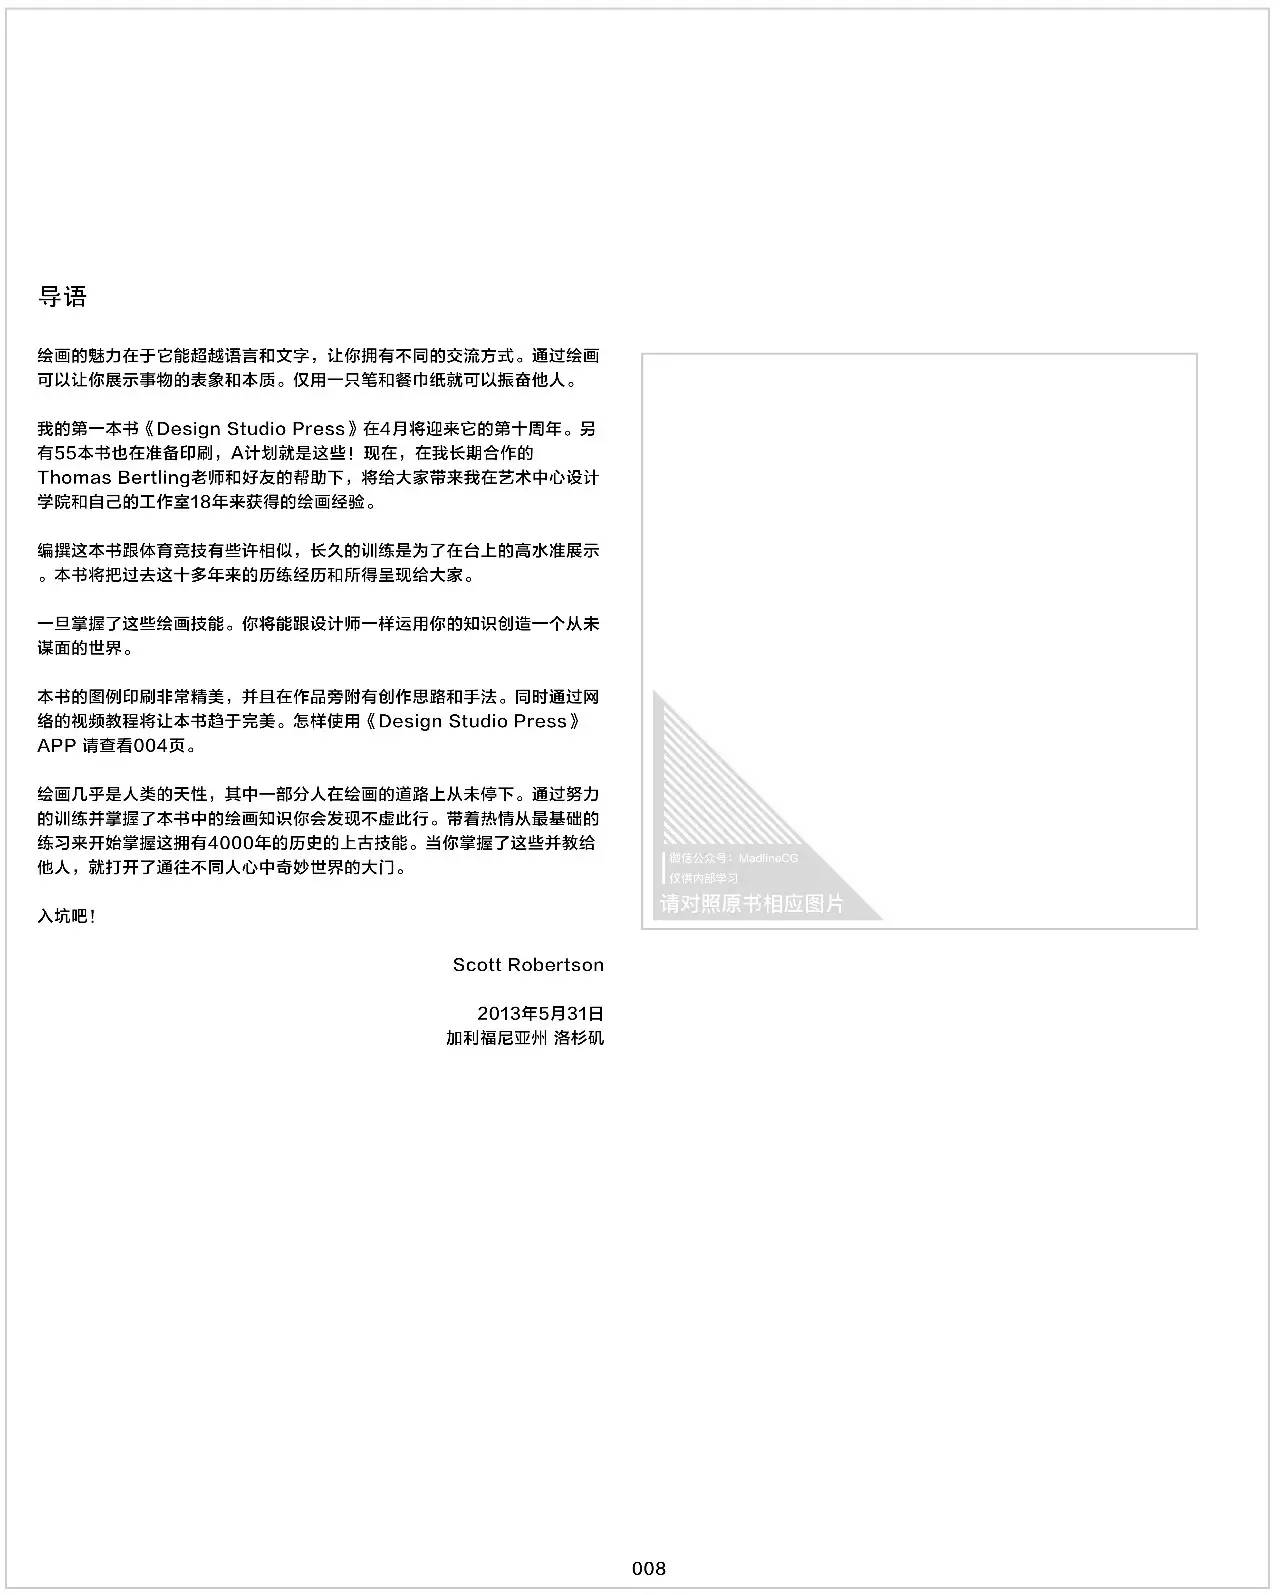 导语
绘画的魅力在于它能超越语言和文字，让你拥有不同的交流方式。通过绘画
可以让你展示事物的表象和本质。仅用一只笔和餐巾纸就可以振奋他人。
我的第一本书《Design Studio Press》在4月将迎来它的第十周年。另
有55本书也在准备印刷，A计划就是这些！现在，在我长期合作的
Thomas Bertling老师和好友的帮助下，将给大家带来我在艺术中心设计
学院和自己的工作室18年来获得的绘画经验。
编撰这本书跟体育竞技有些许相似，长久的训练是为了在台上的高水准展示
。本书将把过去这十多年来的历练经历和所得呈现给大家。
一旦掌握了这些绘画技能。你将能跟设计师一样运用你的知识创造一个从未
谋面的世界。
本书的图例印刷非常精美，并且在作品旁附有创作思路和手法。同时通过网
络的视频教程将让本书趋于完美。怎样使用《Design Studio Press》
APP 请查看004页。
绘画几乎是人类的天性，其中一部分人在绘画的道路上从未停下。通过努力
的训练并掌握了本书中的绘画知识你会发现不虚此行。带着热情从最基础的
练习来开始掌握这拥有4000年的历史的上古技能。当你掌握了这些并教给
他人，就打开了通往不同人心中奇妙世界的大门。
入坑吧！
Scott Robertson
2013年5月31日
加利福尼亚州 洛杉矶
微信公众号：MadlineCG
仅供内部学习
请对照原书相应图片
008